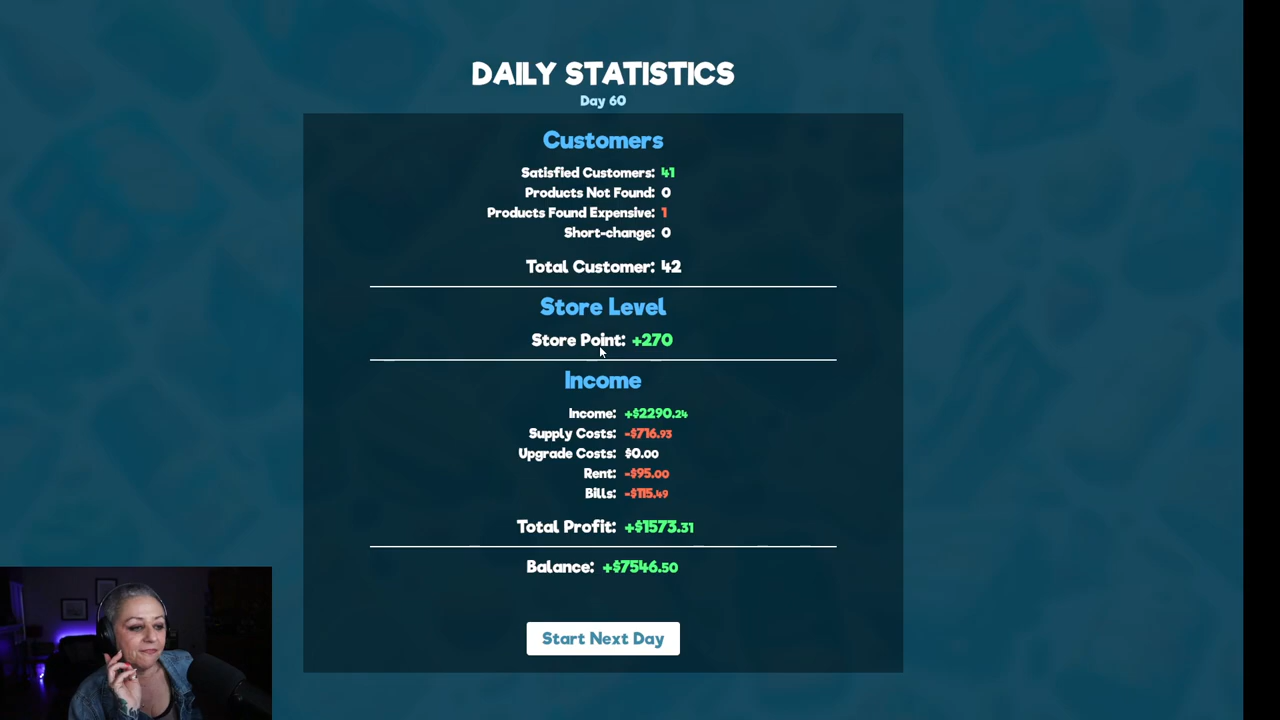 DAILY STATISTICS
Day 60
Customers
Satisfied Customers: 41
Products Not Found: 0
Products Found Expensive: 1
Short-change: 0
Total Customer: 42
Store Level
Store Point: +270
Income
Income: +$2290.24
Supply Costs: -$716.93
Upgrade Costs: $0.00
Rent: -$95.00
Bills: -$115.49
Total Profit: +$1573.31
Balance: +$7546.50
Start Next Day